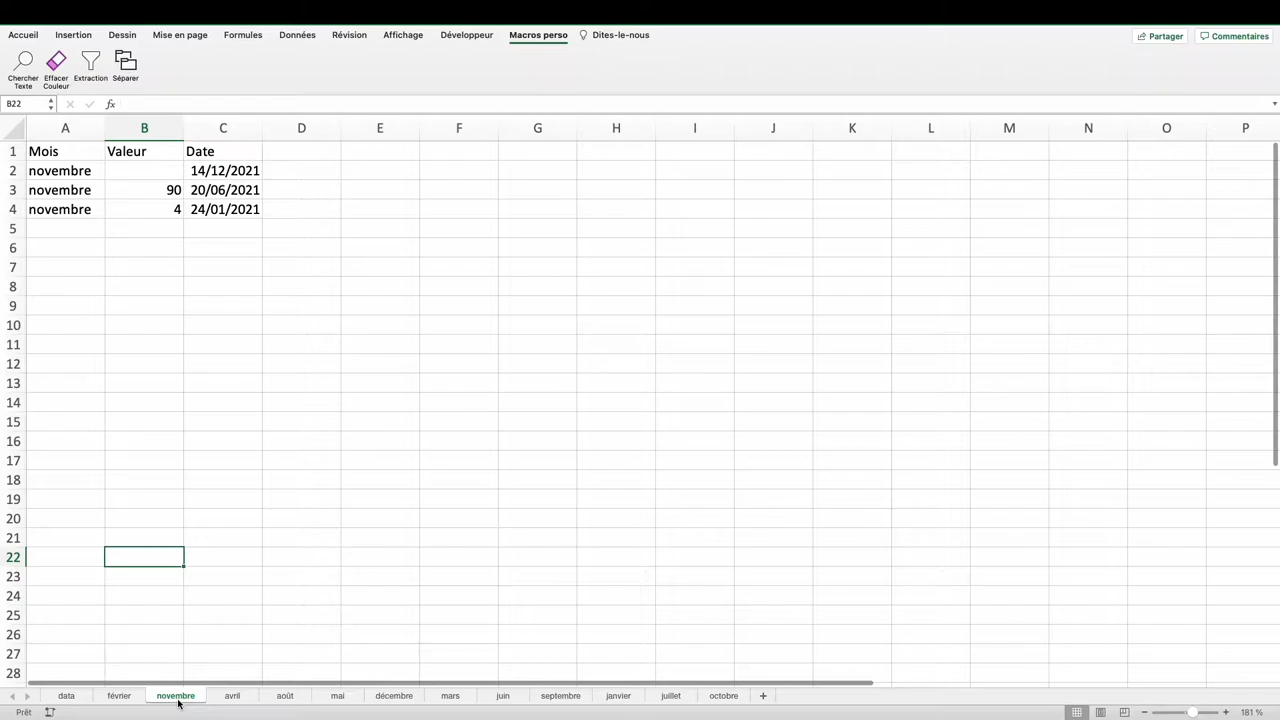 Accueil Insertion Dessin Mise en page Formules Données Révision Affichage Développeur Macros perso Dites-le-nous Partager Commentaires
Chercher Texte Effacer Couleur Extraction Séparer
B22 fx
A B C D E F G H I J K L M N O P
1 Mois Valeur Date
2 novembre 14/12/2021
3 novembre 90 20/06/2021
4 novembre 4 24/01/2021
5
6
7
8
9
10
11
12
13
14
15
16
17
18
19
20
21
22
23
24
25
26
27
28
data février novembre avril août mai décembre mars juin septembre janvier juillet octobre +
Prêt 181 %